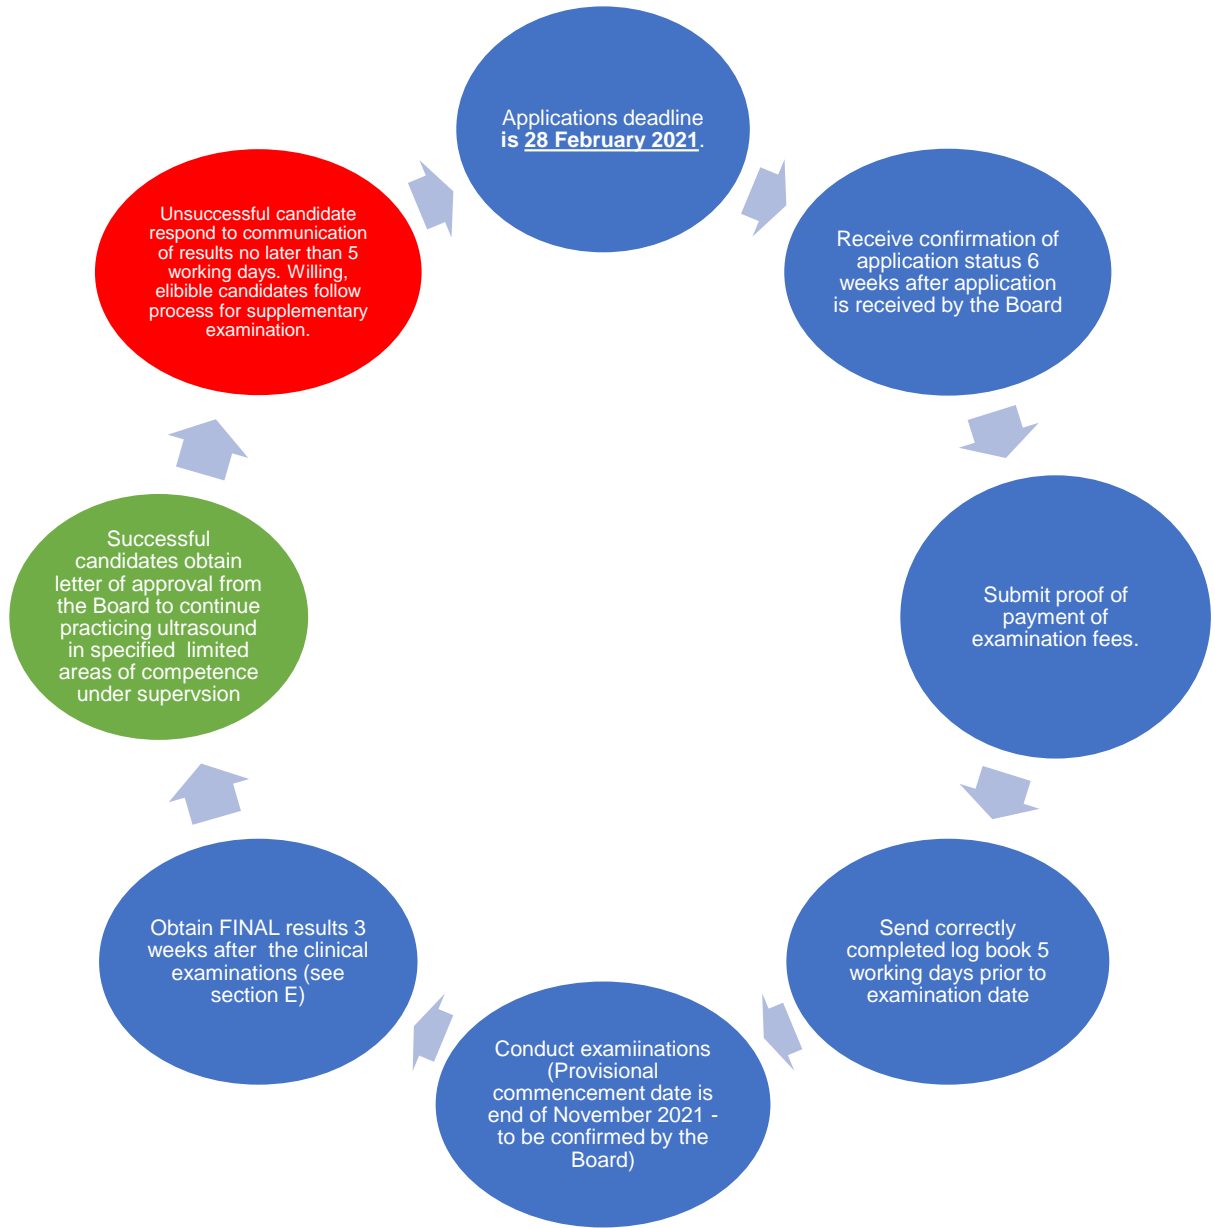 Applications deadline
is 28 February 2021.
Receive confirmation of
application status 6
weeks after application
is received by the Board
Submit proof of
payment of
examination fees.
Send correctly
completed log book 5
working days prior to
examination date
Conduct examiinations
(Provisional
commencement date is
end of November 2021 -
to be confirmed by the
Board)
Obtain FINAL results 3
weeks after  the clinical
examinations (see
section E)
Successful
candidates obtain
letter of approval from
the Board to continue
practicing ultrasound
in specified  limited
areas of competence
under supervsion
Unsuccessful candidate
respond to communication
of results no later than 5
working days. Willing,
elibible candidates follow
process for supplementary
examination.